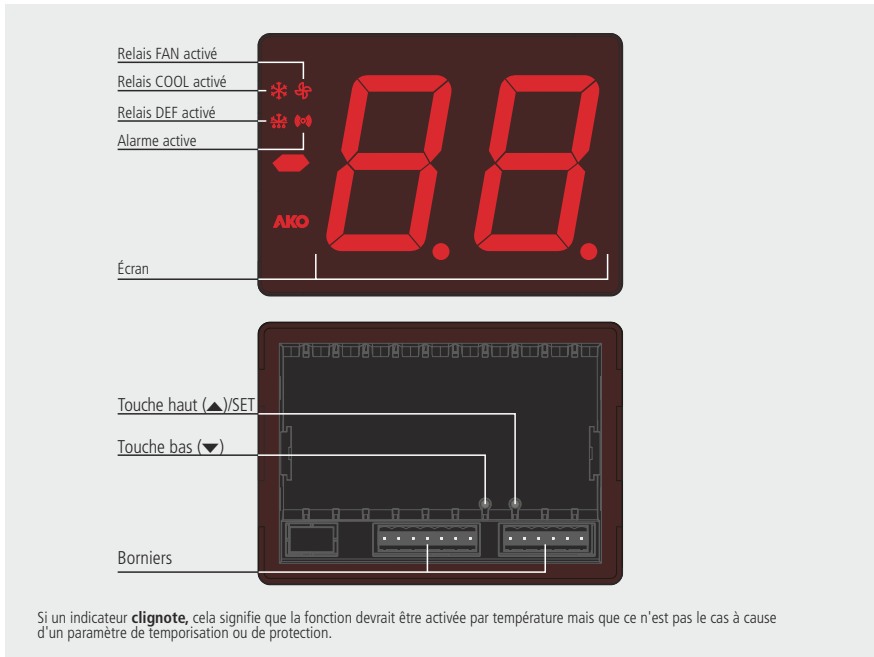 Relais FAN activé
Relais COOL activé
Relais DEF activé
Alarme active
AKO
8.8.
Écran
Touche haut (▲)/SET
Touche bas (▼)
Borniers
Si un indicateur clignote, cela signifie que la fonction devrait être activée par température mais que ce n'est pas le cas à cause
d'un paramètre de temporisation ou de protection.